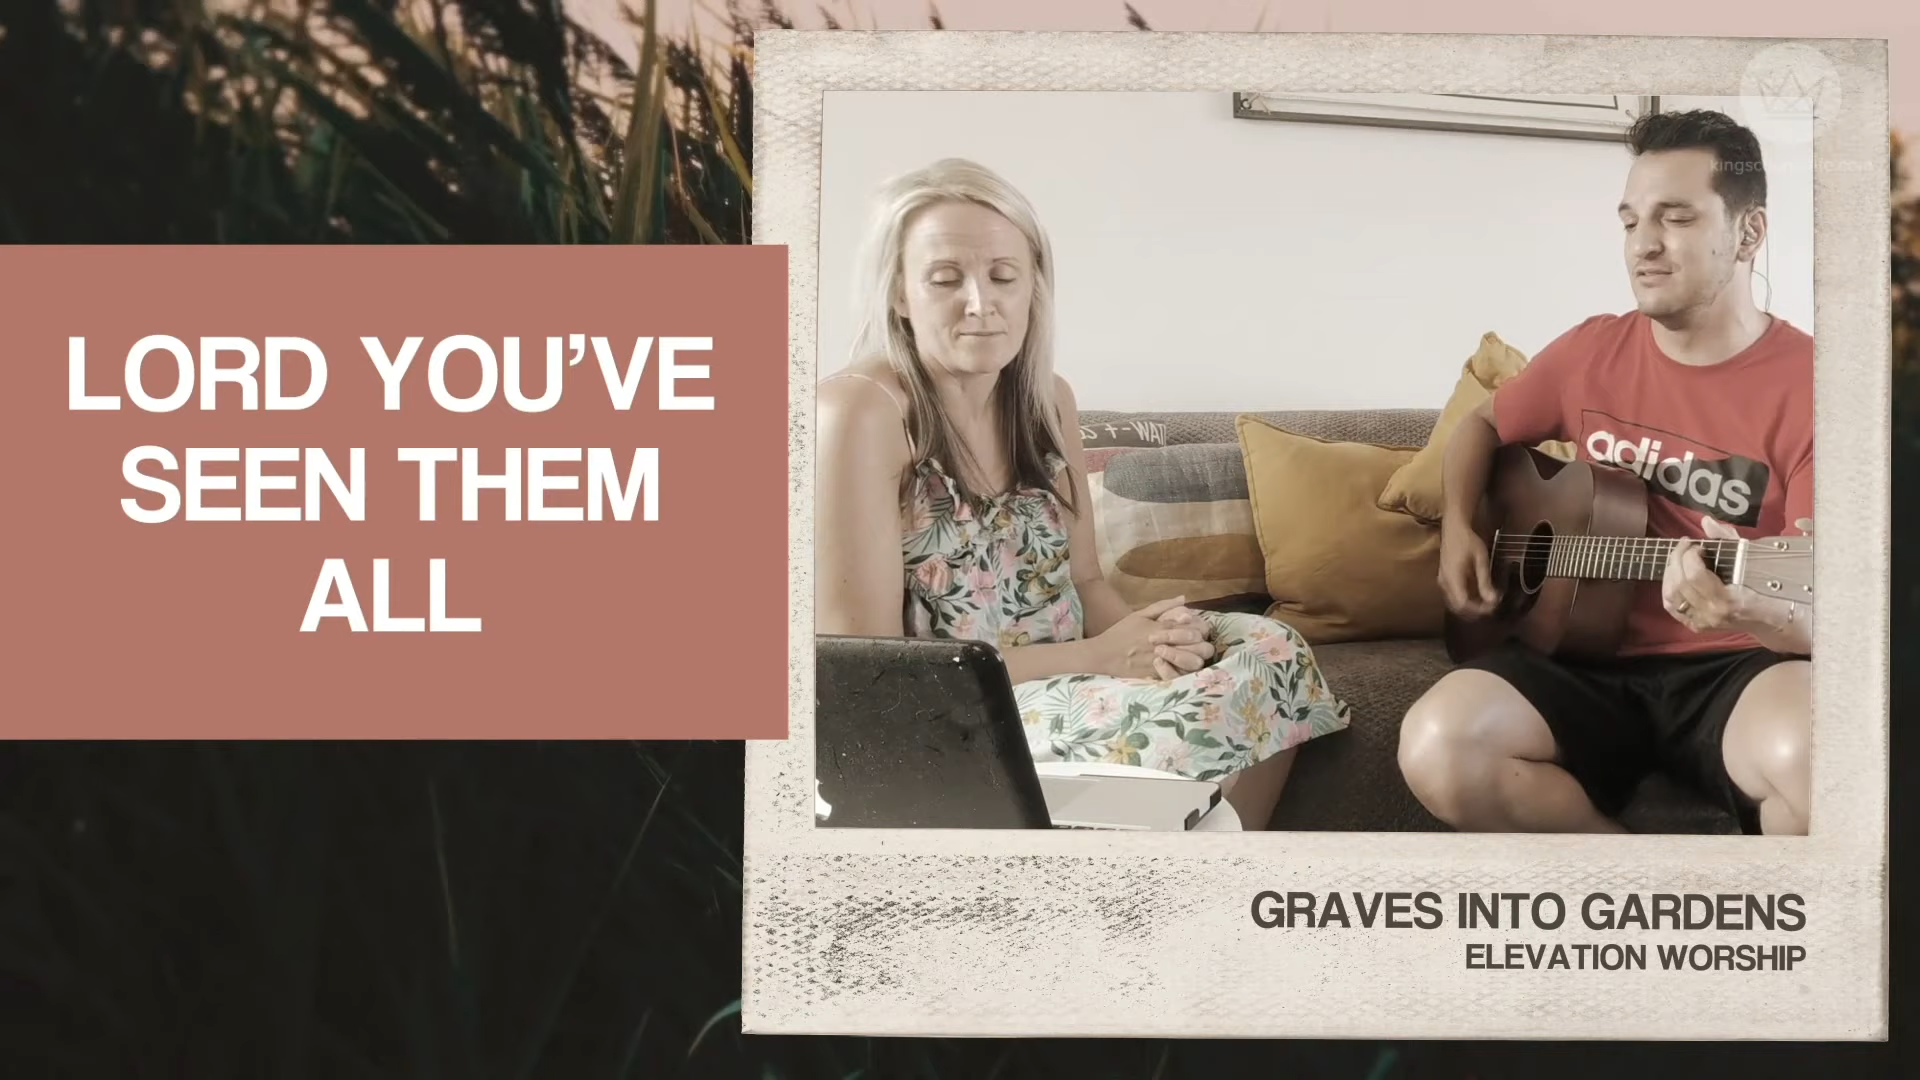 LORD YOU'VE
SEEN THEM
ALL
adidas
GRAVES INTO GARDENS
ELEVATION WORSHIP